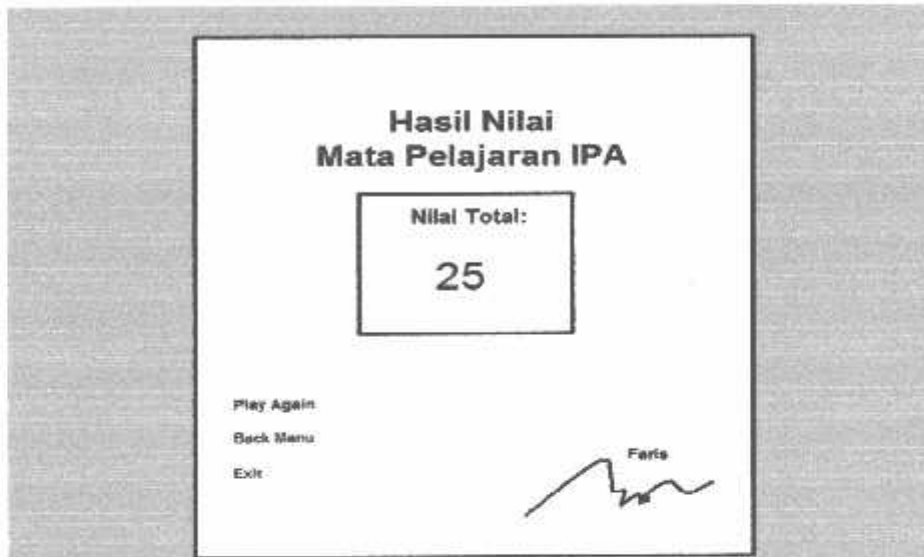 Hasil Nilai
Mata Pelajaran IPA
Nilai Total:
25
Play Again
Back Menu
Exit
Faris